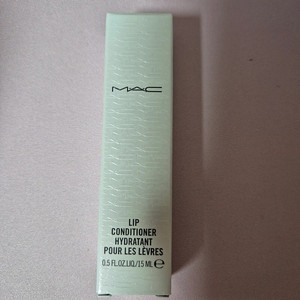 MAC
LIP
CONDITIONER
HYDRATANT
POUR LES LÈVRES
0.5 FL.OZ.LIQ/15 ML e